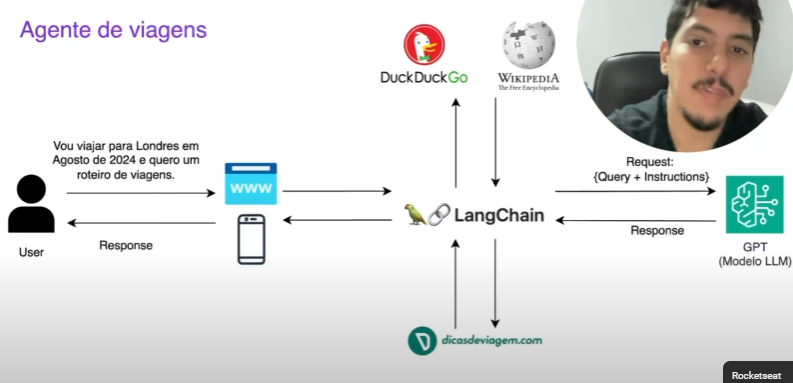 Agente de viagens
DuckDuckGo
WIKIPEDIA
The Free Encyclopedia
Vou viajar para Londres em
Agosto de 2024 e quero um
roteiro de viagens.
www
Request:
{Query + Instructions}
LangChain
User
Response
Response
GPT
(Modelo LLM)
dicasdeviagem.com
Rocketseat